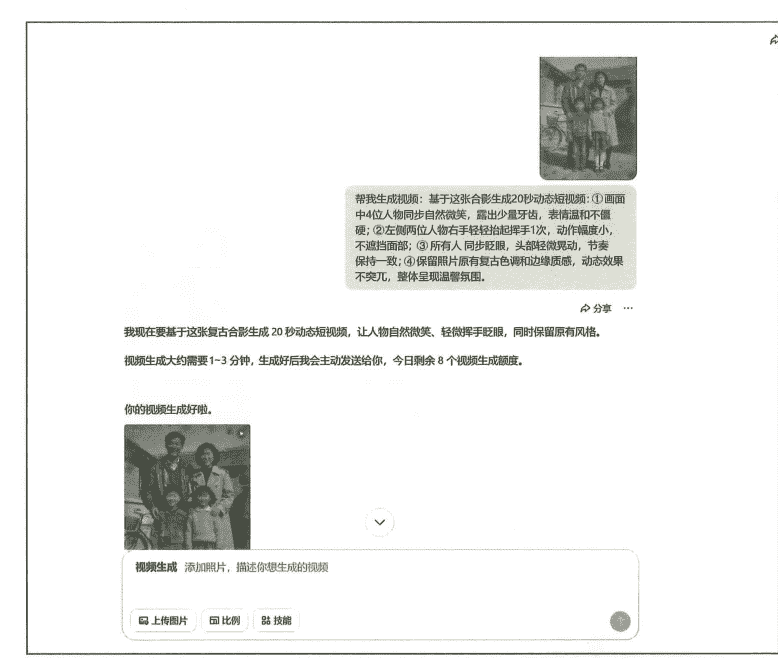 帮我生成视频：基于这张合影生成20秒动态短视频：①画面
中4位人物同步自然微笑，露出少量牙齿，表情温和不僵
硬；②左侧两位人物右手轻轻抬起挥手1次，动作幅度小，
不遮挡面部；③所有人 同步眨眼，头部轻微晃动，节奏
保持一致；④保留照片原有复古色调和边缘质感，动态效果
不突兀，整体呈现温馨氛围。
分享 ···
我现在要基于这张复古合影生成 20 秒动态短视频，让人物自然微笑、轻微挥手眨眼，同时保留原有风格。
视频生成大约需要1~3 分钟，生成好后我会主动发送给你，今日剩余 8 个视频生成额度。
你的视频生成好啦。
视频生成 添加照片，描述你想生成的视频
上传图片 比例 技能